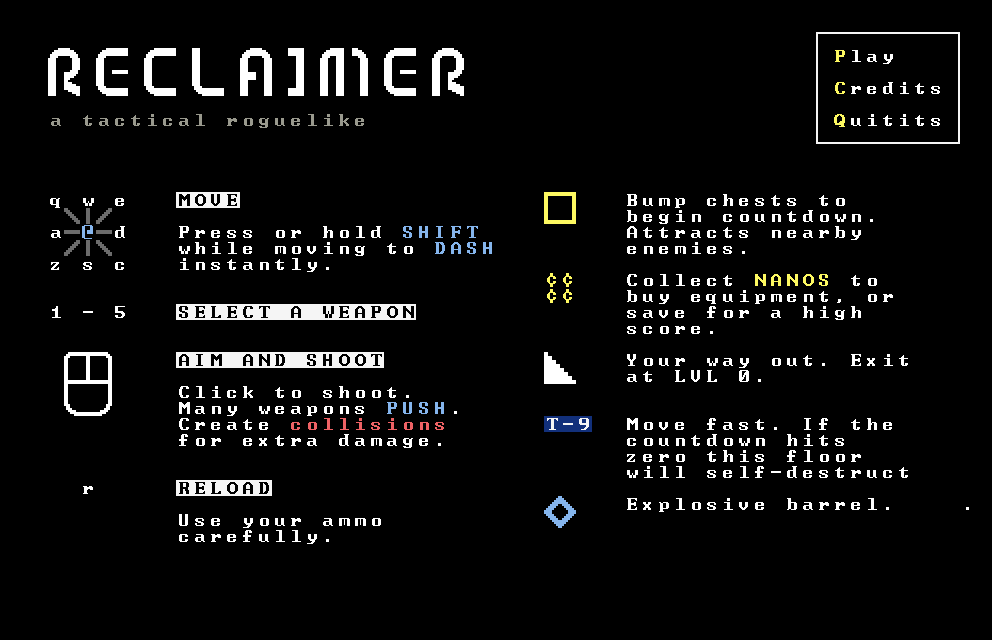 RECLAIMER
a tactical roguelike
Play
Credits
Quitits
q w e
a @ d
z s c
MOVE
Press or hold SHIFT
while moving to DASH
instantly.
1 - 5
SELECT A WEAPON
AIM AND SHOOT
Click to shoot.
Many weapons PUSH.
Create collisions
for extra damage.
r
RELOAD
Use your ammo
carefully.
Bump chests to
begin countdown.
Attracts nearby
enemies.
¢¢
¢¢
Collect NANOS to
buy equipment, or
save for a high
score.
Your way out. Exit
at LVL 0.
T-9
Move fast. If the
countdown hits
zero this floor
will self-destruct
Explosive barrel. .